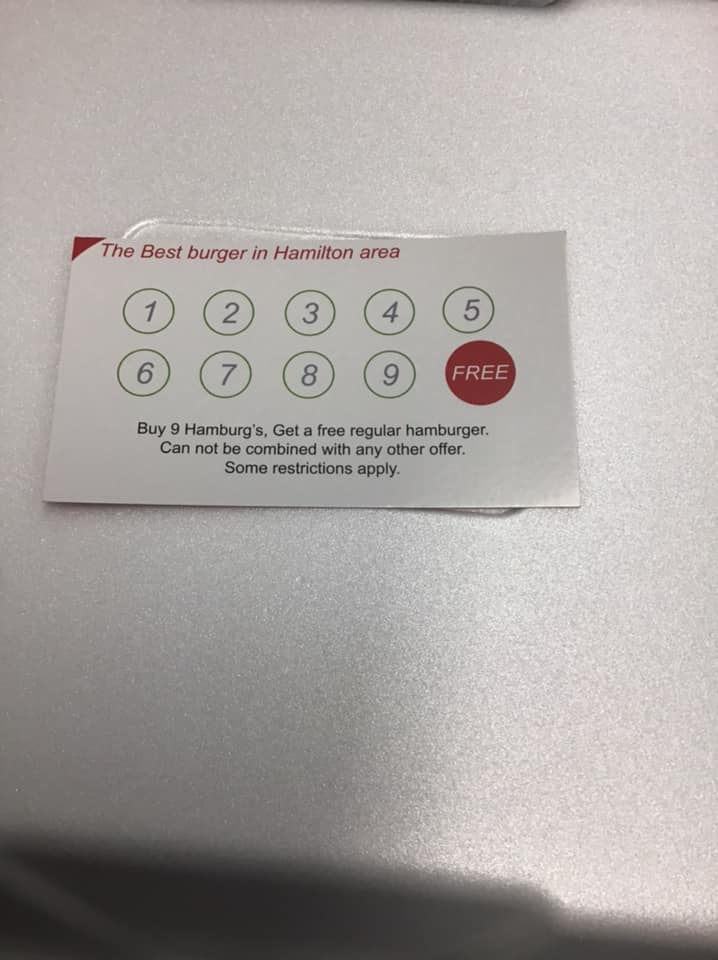 The Best burger in Hamilton area
1 2 3 4 5
6 7 8 9 FREE
Buy 9 Hamburg's, Get a free regular hamburger.
Can not be combined with any other offer.
Some restrictions apply.